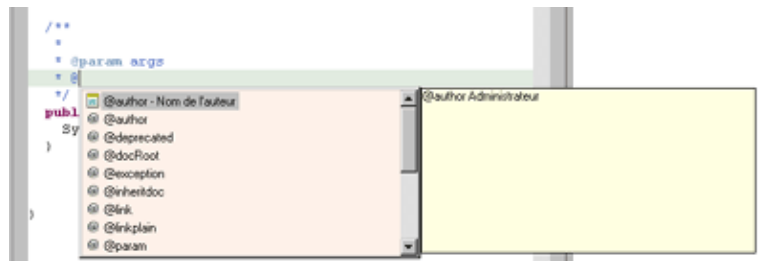 /**
*
* @param args
* @
*/
publ
Sy
}
}
@author - Nom de l'auteur
@author
@deprecated
@docRoot
@exception
@inheritdoc
@link
@linkplain
@param
@author Administrateur